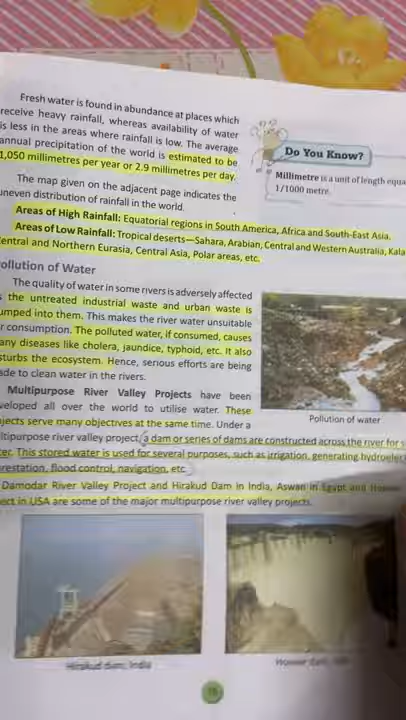 Fresh water is found in abundance at places which
receive heavy rainfall, whereas availability of water
is less in the areas where rainfall is low. The average
annual precipitation of the world is estimated to be
1,050 millimetres per year or 2.9 millimetres per day.
The map given on the adjacent page indicates the
uneven distribution of rainfall in the world.
Do You Know?
Millimetre is a unit of length equa
1/1000 metre.
Areas of High Rainfall: Equatorial regions in South America, Africa and South-East Asia.
Areas of Low Rainfall: Tropical deserts—Sahara, Arabian, Central and Western Australia, Kala
entral and Northern Eurasia, Central Asia, Polar areas, etc.
ollution of Water
The quality of water in some rivers is adversely affected
s the untreated industrial waste and urban waste is
umped into them. This makes the river water unsuitable
r consumption. The polluted water, if consumed, causes
any diseases like cholera, jaundice, typhoid, etc. It also
sturbs the ecosystem. Hence, serious efforts are being
ade to clean water in the rivers.
Pollution of water
Multipurpose River Valley Projects have been
veloped all over the world to utilise water. These
ojects serve many objectives at the same time. Under a
ltipurpose river valley project, a dam or series of dams are constructed across the river for s
ter. This stored water is used for several purposes, such as irrigation, generating hydroelect
orestation, flood control, navigation, etc.
Damodar River Valley Project and Hirakud Dam in India, Aswan in Egypt and Hoover
ect in USA are some of the major multipurpose river valley projects.
Hirakud dam, India
Hoover dam,